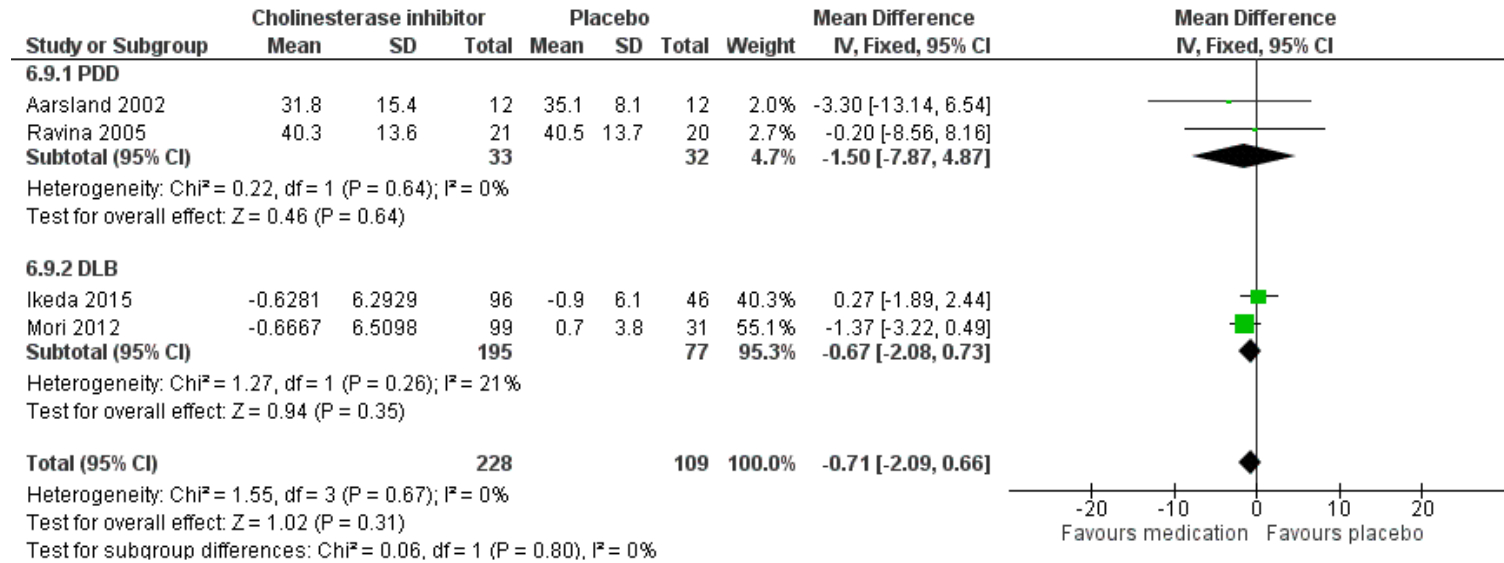 Cholinesterase inhibitor Placebo Mean Difference Mean Difference
Study or Subgroup Mean SD Total Mean SD Total Weight IV, Fixed, 95% CI IV, Fixed, 95% CI
6.9.1 PDD
Aarsland 2002 31.8 15.4 12 35.1 8.1 12 2.0% -3.30 [-13.14, 6.54]
Ravina 2005 40.3 13.6 21 40.5 13.7 20 2.7% -0.20 [-8.56, 8.16]
Subtotal (95% CI) 33 32 4.7% -1.50 [-7.87, 4.87]
Heterogeneity: Chi² = 0.22, df = 1 (P = 0.64); I² = 0%
Test for overall effect: Z = 0.46 (P = 0.64)
6.9.2 DLB
Ikeda 2015 -0.6281 6.2929 96 -0.9 6.1 46 40.3% 0.27 [-1.89, 2.44]
Mori 2012 -0.6667 6.5098 99 0.7 3.8 31 55.1% -1.37 [-3.22, 0.49]
Subtotal (95% CI) 195 77 95.3% -0.67 [-2.08, 0.73]
Heterogeneity: Chi² = 1.27, df = 1 (P = 0.26); I² = 21%
Test for overall effect: Z = 0.94 (P = 0.35)
Total (95% CI) 228 109 100.0% -0.71 [-2.09, 0.66]
Heterogeneity: Chi² = 1.55, df = 3 (P = 0.67); I² = 0%
Test for overall effect: Z = 1.02 (P = 0.31)
Test for subgroup differences: Chi² = 0.06, df = 1 (P = 0.80), I² = 0%
-20 -10 0 10 20
Favours medication Favours placebo